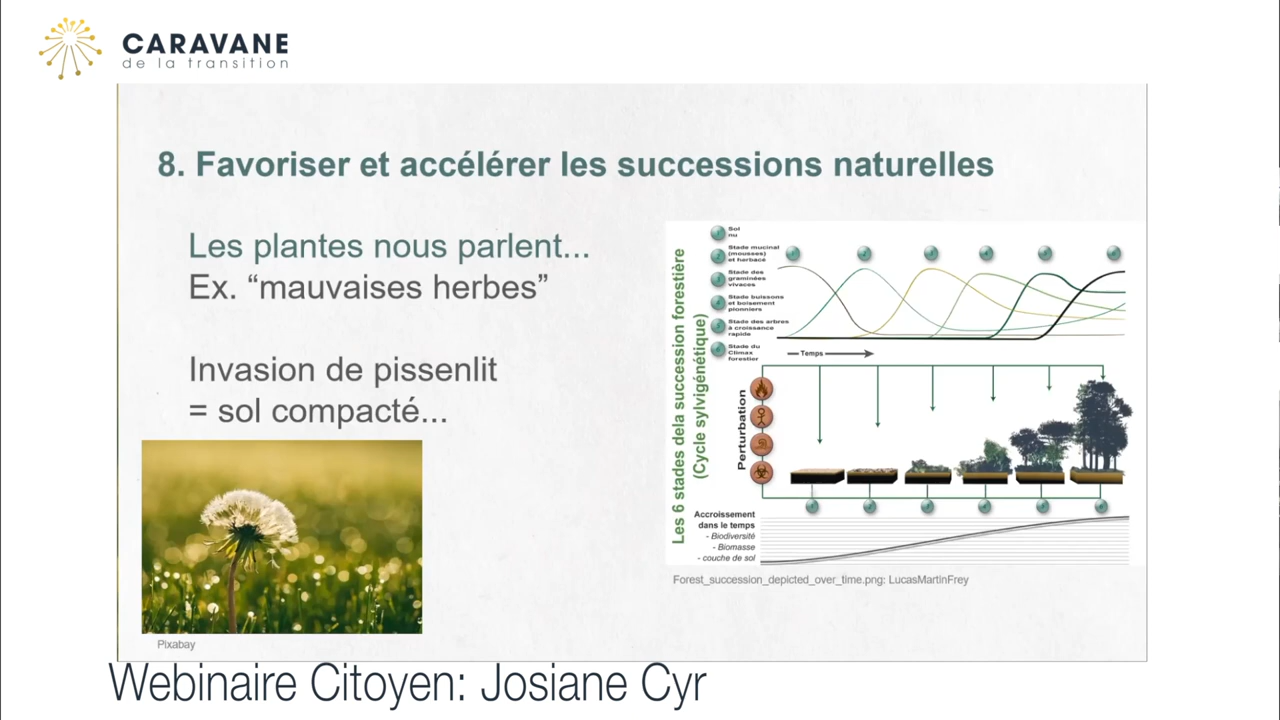 CARAVANE
de la transition
8. Favoriser et accélérer les successions naturelles
Les plantes nous parlent...
Ex. “mauvaises herbes”
Invasion de pissenlit
= sol compacté...
Pixabay
Les 6 stades dela succession forestière
(Cycle sylvigénétique)
Sol
nu
Stade mucinal
(mousses)
et herbacé
Stade des
graminées
vivaces
Stade buissons
et boisement
pionniers
Stade des arbres
à croissance
rapide
Stade du
Climax
forestier
Temps
Perturbation
Accroissement
dans le temps
- Biodiversité
- Biomasse
- couche de sol
Forest_succession_depicted_over_time.png: LucasMartinFrey
Webinaire Citoyen: Josiane Cyr